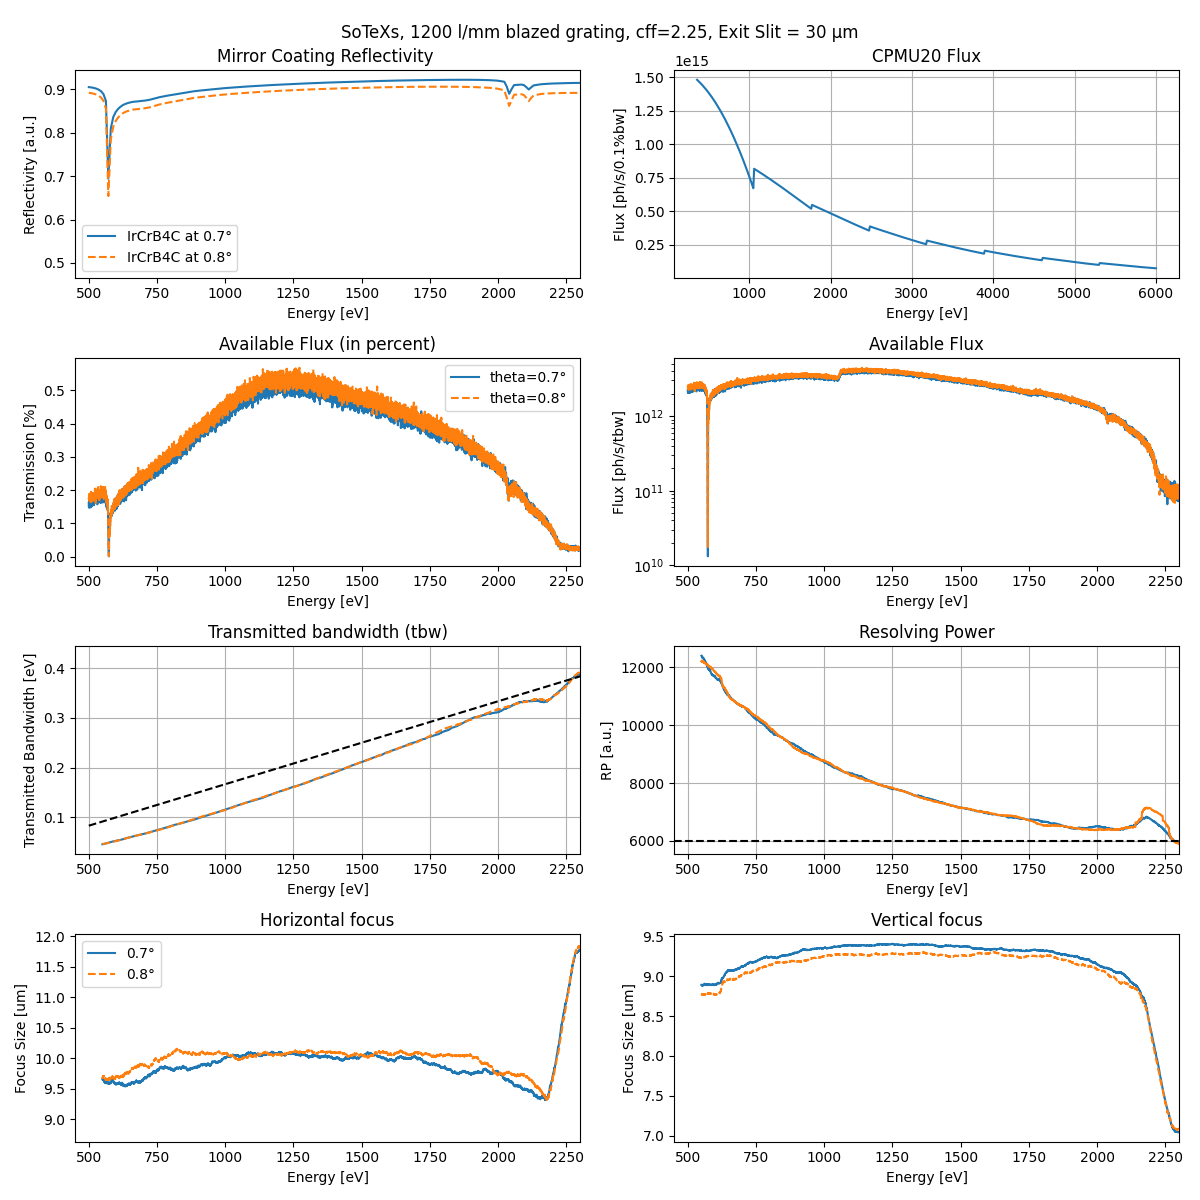 SoTeXs, 1200 l/mm blazed grating, cff=2.25, Exit Slit = 30 µm
Mirror Coating Reflectivity
Reflectivity [a.u.]
0.9
0.8
0.7
0.6
0.5
IrCrB4C at 0.7°
IrCrB4C at 0.8°
500 750 1000 1250 1500 1750 2000 2250
Energy [eV]
CPMU20 Flux
1e15
Flux [ph/s/0.1%bw]
1.50
1.25
1.00
0.75
0.50
0.25
1000 2000 3000 4000 5000 6000
Energy [eV]
Available Flux (in percent)
Transmission [%]
0.5
0.4
0.3
0.2
0.1
0.0
theta=0.7°
theta=0.8°
500 750 1000 1250 1500 1750 2000 2250
Energy [eV]
Available Flux
Flux [ph/s/tbw]
10¹²
10¹¹
10¹⁰
500 750 1000 1250 1500 1750 2000 2250
Energy [eV]
Transmitted bandwidth (tbw)
Transmitted Bandwidth [eV]
0.4
0.3
0.2
0.1
500 750 1000 1250 1500 1750 2000 2250
Energy [eV]
Resolving Power
RP [a.u.]
12000
10000
8000
6000
500 750 1000 1250 1500 1750 2000 2250
Energy [eV]
Horizontal focus
Focus Size [um]
12.0
11.5
11.0
10.5
10.0
9.5
9.0
0.7°
0.8°
500 750 1000 1250 1500 1750 2000 2250
Energy [eV]
Vertical focus
Focus Size [um]
9.5
9.0
8.5
8.0
7.5
7.0
500 750 1000 1250 1500 1750 2000 2250
Energy [eV]